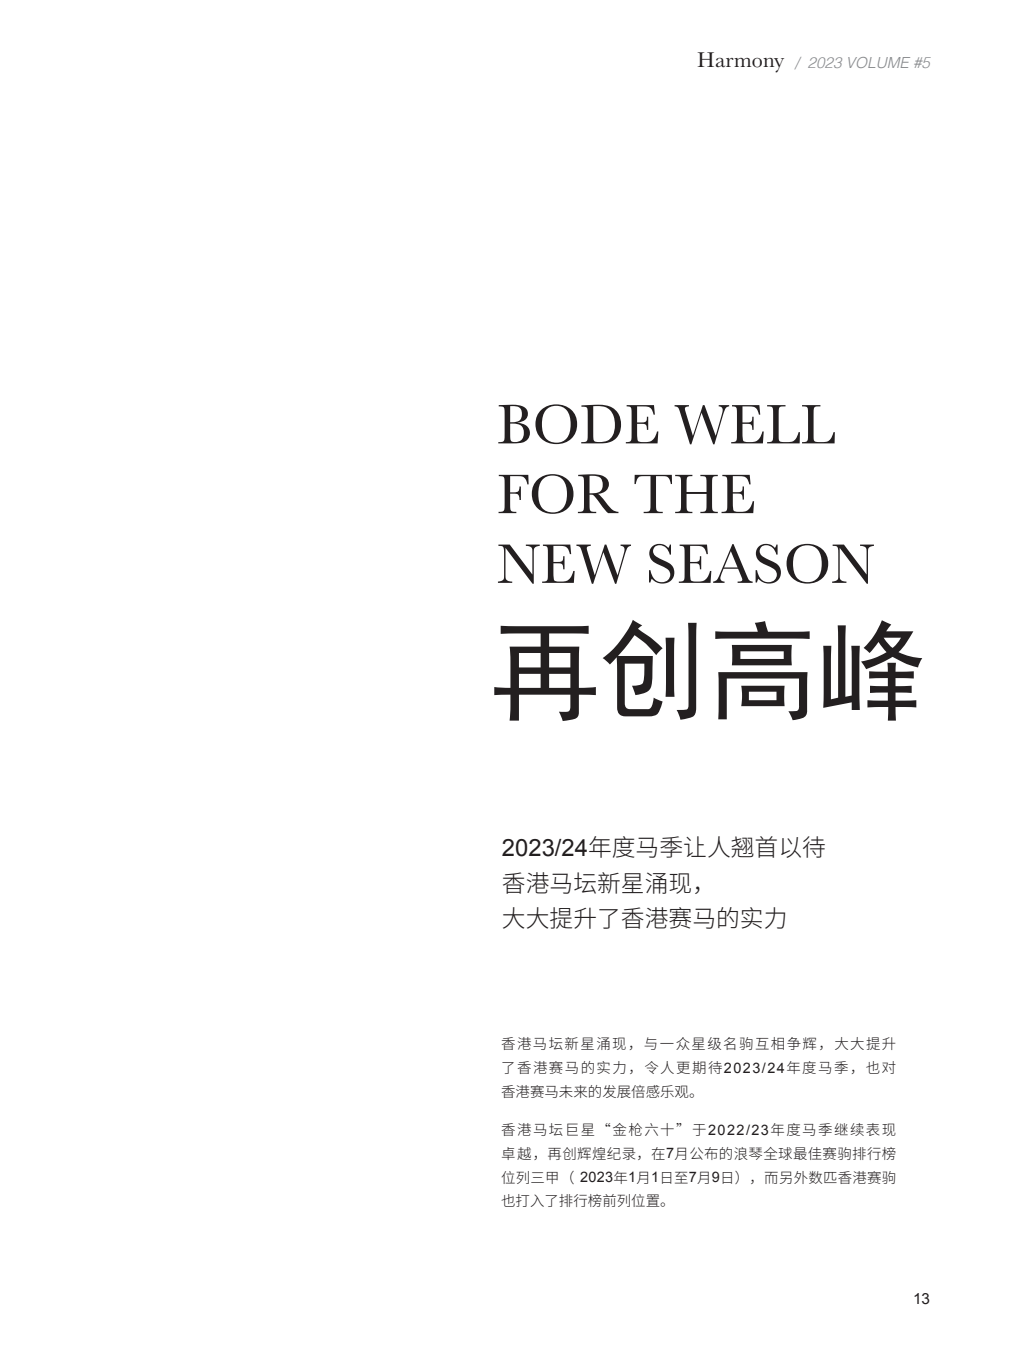 Harmony / 2023 VOLUME #5
BODE WELL
FOR THE
NEW SEASON
再创高峰
2023/24年度马季让人翘首以待
香港马坛新星涌现，
大大提升了香港赛马的实力
香港马坛新星涌现，与一众星级名驹互相争辉，大大提升
了香港赛马的实力，令人更期待2023/24年度马季，也对
香港赛马未来的发展倍感乐观。
香港马坛巨星“金枪六十”于2022/23年度马季继续表现
卓越，再创辉煌纪录，在7月公布的浪琴全球最佳赛驹排行榜
位列三甲（ 2023年1月1日至7月9日），而另外数匹香港赛驹
也打入了排行榜前列位置。
13